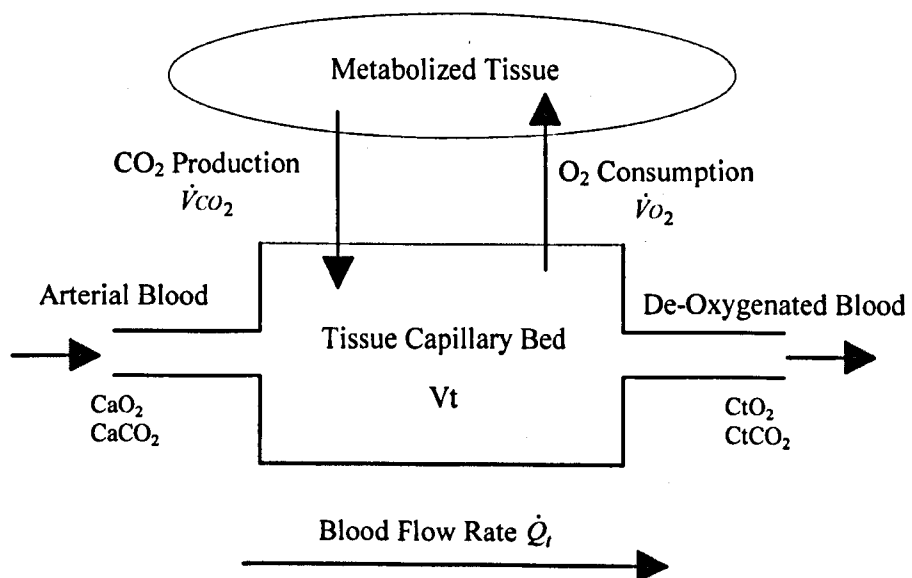 Metabolized Tissue
CO₂ Production
V̇CO₂
O₂ Consumption
V̇O₂
Arterial Blood
De-Oxygenated Blood
Tissue Capillary Bed
Vt
CaO₂
CaCO₂
CtO₂
CtCO₂
Blood Flow Rate Q̇ₜ